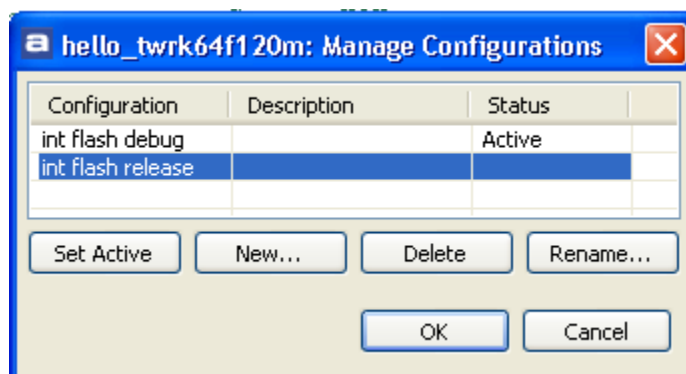 a hello_twrk64f120m: Manage Configurations
Configuration Description Status
int flash debug Active
int flash release
Set Active New... Delete Rename...
OK Cancel